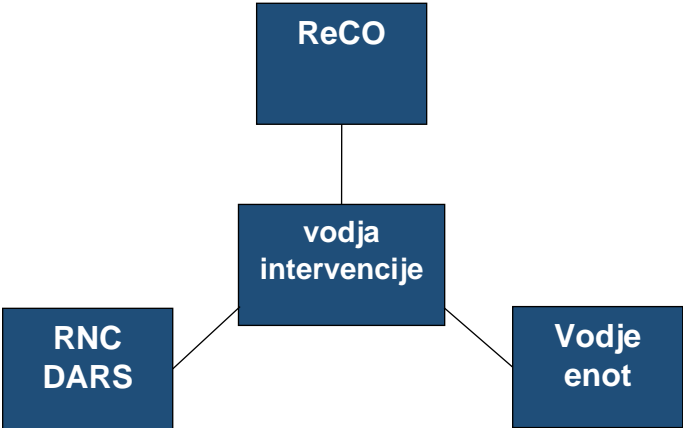 ReCO
vodja
intervencije
RNC
DARS
Vodje
enot